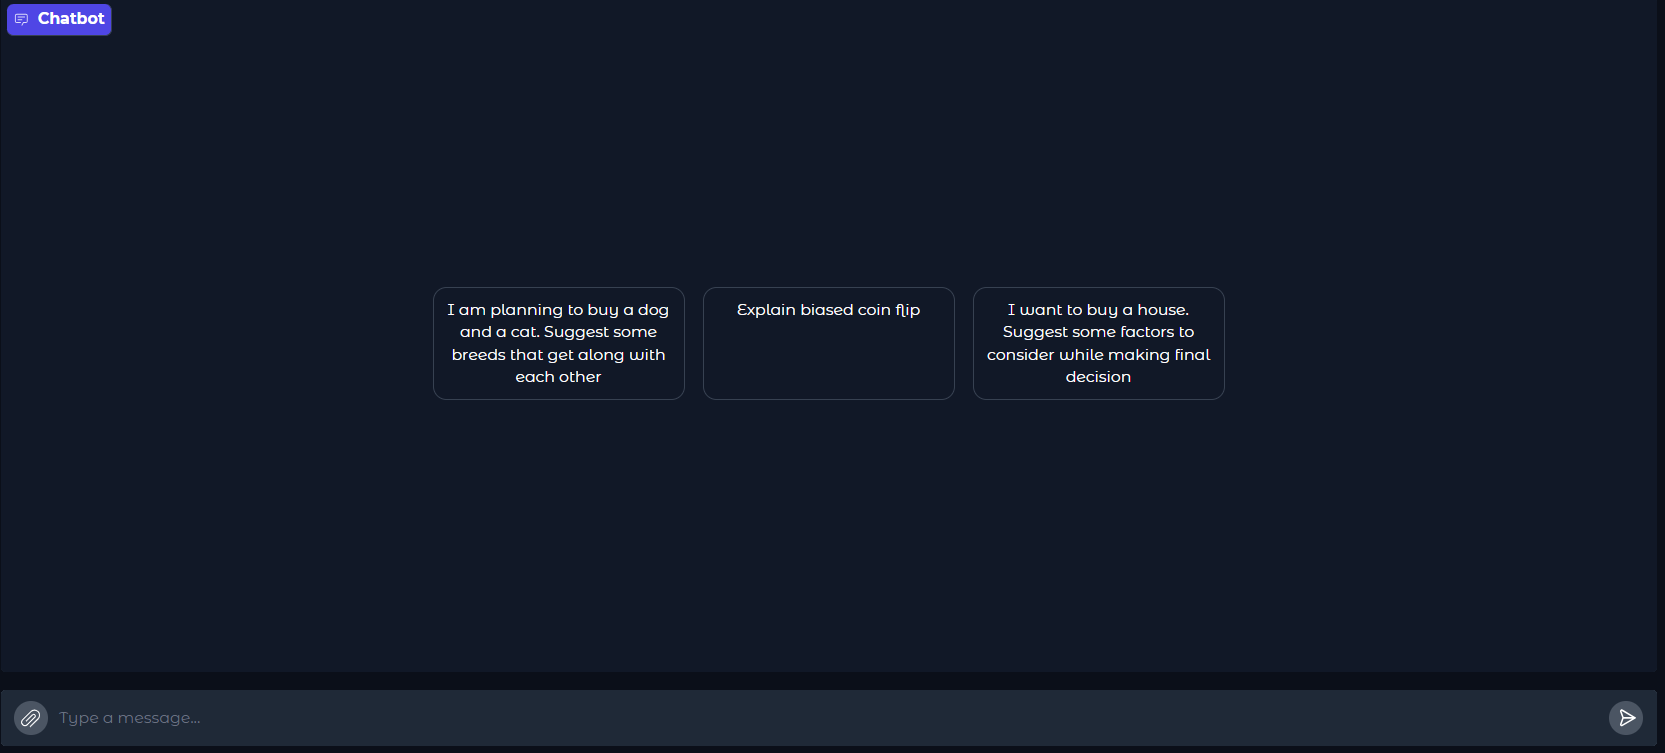 Chatbot
I am planning to buy a dog
and a cat. Suggest some
breeds that get along with
each other
Explain biased coin flip
I want to buy a house.
Suggest some factors to
consider while making final
decision
Type a message...